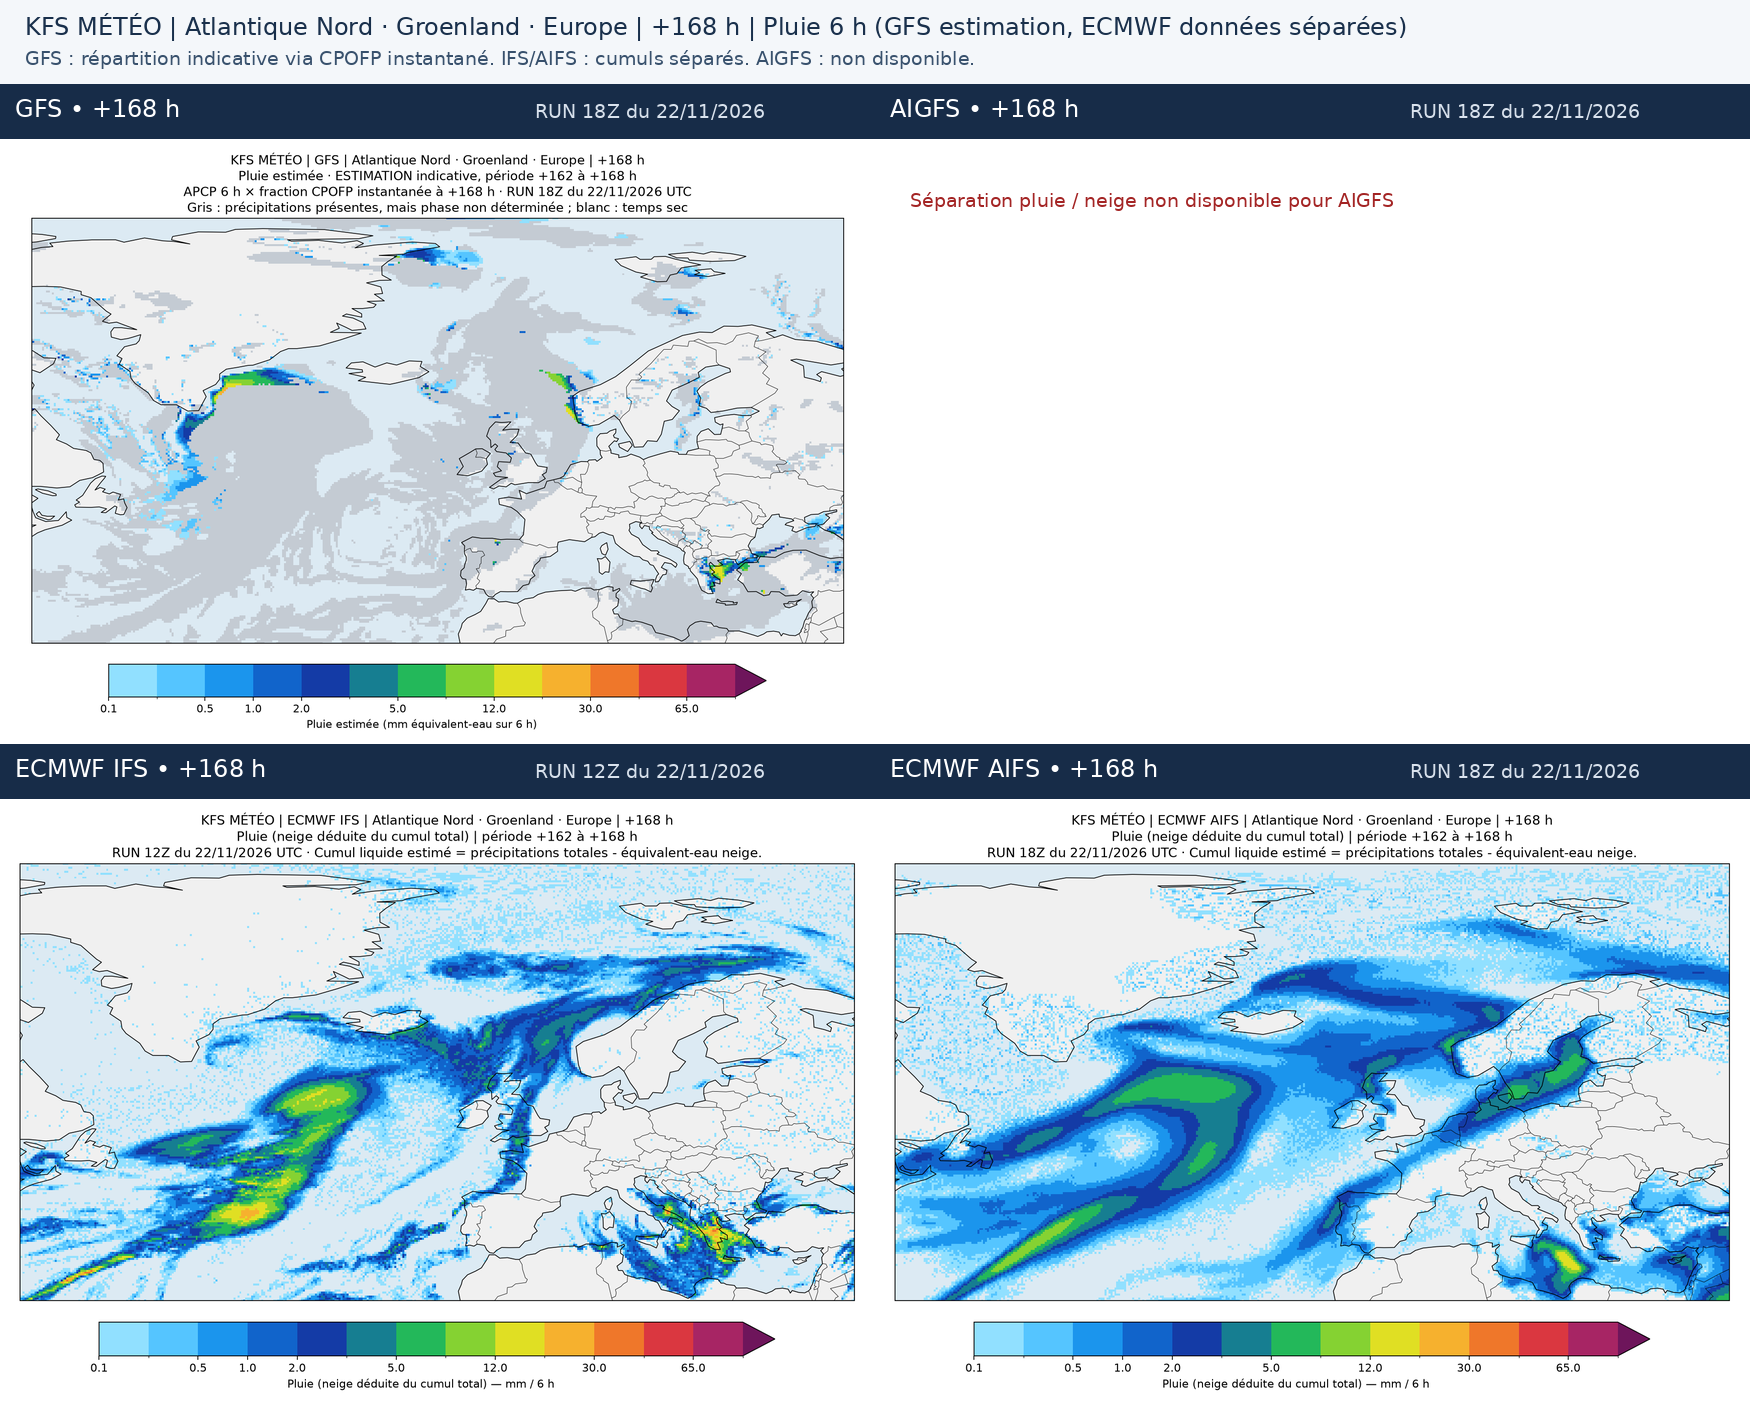 KFS MÉTÉO | Atlantique Nord · Groenland · Europe | +168 h | Pluie 6 h (GFS estimation, ECMWF données séparées)
GFS : répartition indicative via CPOFP instantané. IFS/AIFS : cumuls séparés. AIGFS : non disponible.
GFS • +168 h
RUN 18Z du 22/11/2026
AIGFS • +168 h
RUN 18Z du 22/11/2026
KFS MÉTÉO | GFS | Atlantique Nord · Groenland · Europe | +168 h
Pluie estimée · ESTIMATION indicative, période +162 à +168 h
APCP 6 h × fraction CPOFP instantanée à +168 h · RUN 18Z du 22/11/2026 UTC
Gris : précipitations présentes, mais phase non déterminée ; blanc : temps sec
Séparation pluie / neige non disponible pour AIGFS
0.1 0.5 1.0 2.0 5.0 12.0 30.0 65.0
Pluie estimée (mm équivalent-eau sur 6 h)
ECMWF IFS • +168 h
RUN 12Z du 22/11/2026
ECMWF AIFS • +168 h
RUN 18Z du 22/11/2026
KFS MÉTÉO | ECMWF IFS | Atlantique Nord · Groenland · Europe | +168 h
Pluie (neige déduite du cumul total) | période +162 à +168 h
RUN 12Z du 22/11/2026 UTC · Cumul liquide estimé = précipitations totales - équivalent-eau neige.
0.1 0.5 1.0 2.0 5.0 12.0 30.0 65.0
Pluie (neige déduite du cumul total) — mm / 6 h
KFS MÉTÉO | ECMWF AIFS | Atlantique Nord · Groenland · Europe | +168 h
Pluie (neige déduite du cumul total) | période +162 à +168 h
RUN 18Z du 22/11/2026 UTC · Cumul liquide estimé = précipitations totales - équivalent-eau neige.
0.1 0.5 1.0 2.0 5.0 12.0 30.0 65.0
Pluie (neige déduite du cumul total) — mm / 6 h